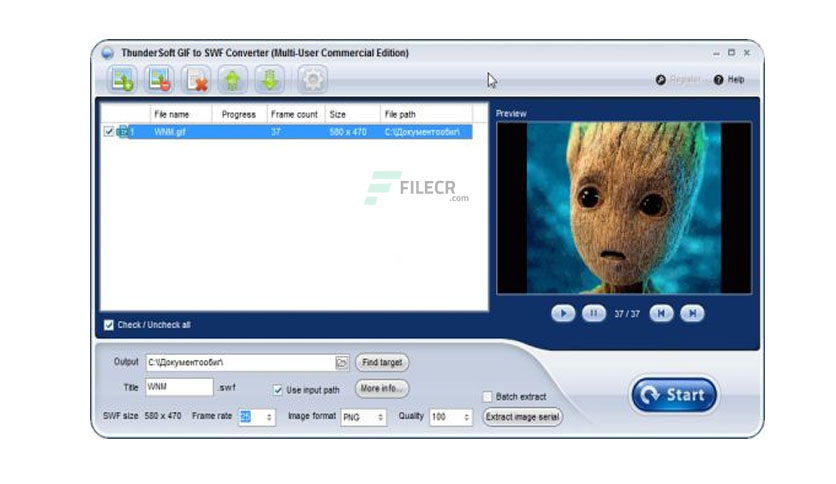 ThunderSoft GIF to SWF Converter (Multi-User Commercial Edition)
Register Help
File name Progress Frame count Size File path
1 WNM.gif 37 580 x 470 C:\Документообиг\
Preview
FILECR
.com
37 / 37
Check / Uncheck all
Output C:\Документообиг\ Find target
Title WNM .swf Use input path More info... Batch extract
Start
SWF size 580 x 470 Frame rate 25 Image format PNG Quality 100 Extract image serial